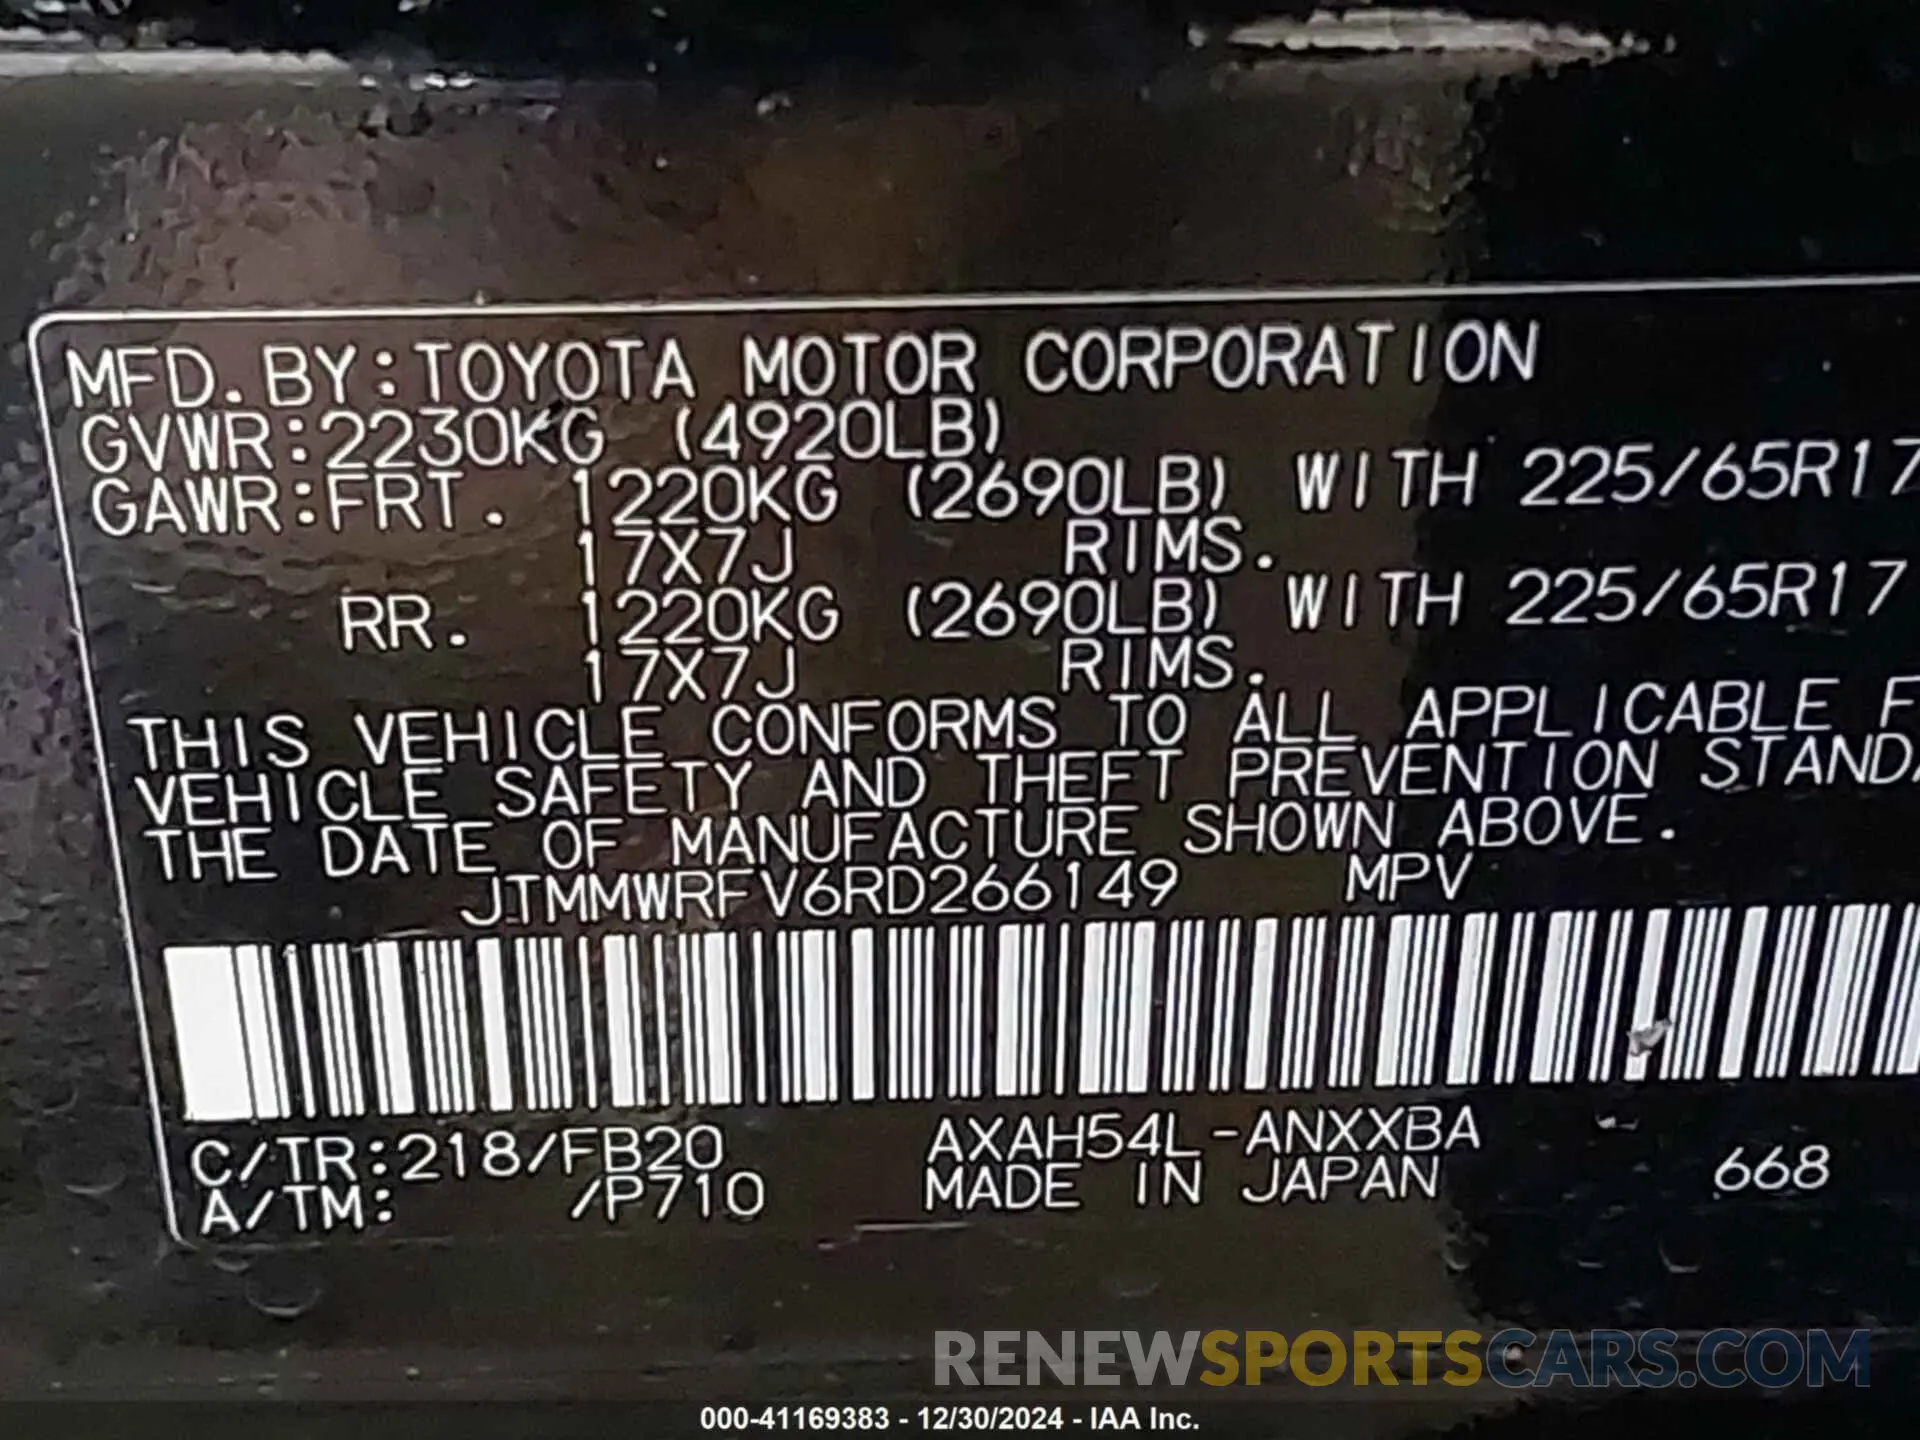 MFD. BY: TOYOTA MOTOR CORPORATION
GVWR: 2230KG (4920LB)
GAWR: FRT. 1220KG (2690LB) WITH 225/65R17
17X7J RIMS.
RR. 1220KG (2690LB) WITH 225/65R17
17X7J RIMS.
THIS VEHICLE CONFORMS TO ALL APPLICABLE F
VEHICLE SAFETY AND THEFT PREVENTION STANDA
THE DATE OF MANUFACTURE SHOWN ABOVE.
JTMMWRFV6RD266149 MPV
C/TR: 218/FB20 AXAH54L-ANXXBA
A/TM: /P710 MADE IN JAPAN 668
RENEWSPORTSCARS.COM
000-41169383 - 12/30/2024 - IAA Inc.